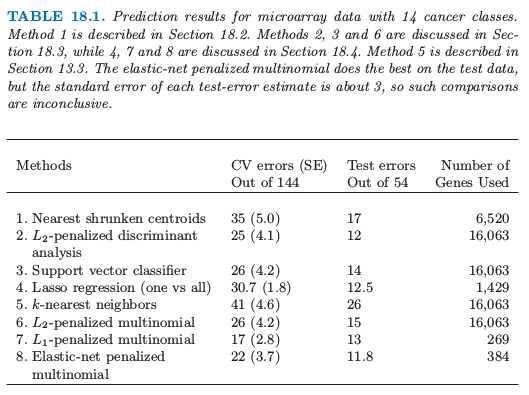 TABLE 18.1. Prediction results for microarray data with 14 cancer classes.
Method 1 is described in Section 18.2. Methods 2, 3 and 6 are discussed in Sec-
tion 18.3, while 4, 7 and 8 are discussed in Section 18.4. Method 5 is described in
Section 13.3. The elastic-net penalized multinomial does the best on the test data,
but the standard error of each test-error estimate is about 3, so such comparisons
are inconclusive.
Methods CV errors (SE) Test errors Number of
Out of 144 Out of 54 Genes Used
1. Nearest shrunken centroids 35 (5.0) 17 6,520
2. L₂-penalized discriminant 25 (4.1) 12 16,063
analysis
3. Support vector classifier 26 (4.2) 14 16,063
4. Lasso regression (one vs all) 30.7 (1.8) 12.5 1,429
5. k-nearest neighbors 41 (4.6) 26 16,063
6. L₂-penalized multinomial 26 (4.2) 15 16,063
7. L₁-penalized multinomial 17 (2.8) 13 269
8. Elastic-net penalized 22 (3.7) 11.8 384
multinomial